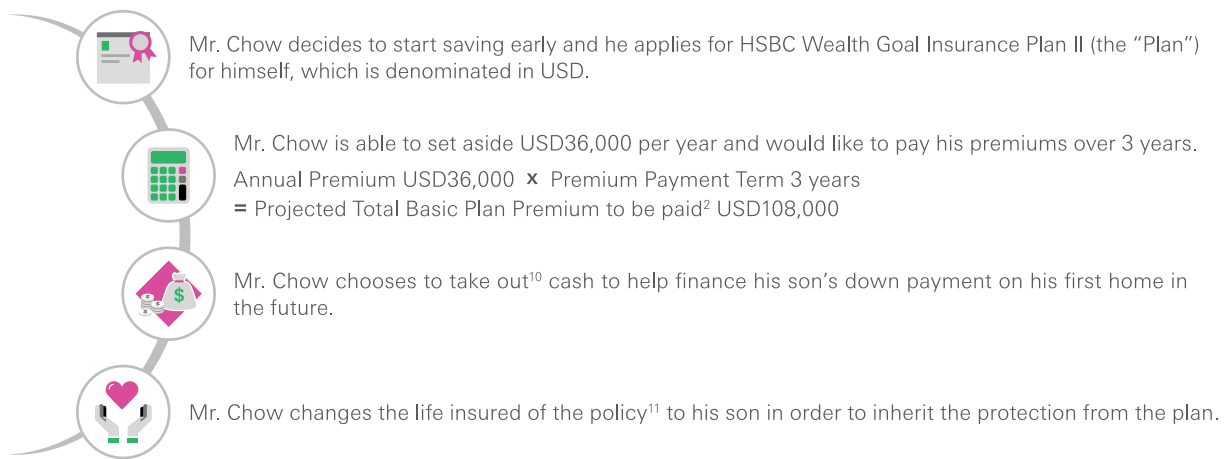 Mr. Chow decides to start saving early and he applies for HSBC Wealth Goal Insurance Plan II (the “Plan”)
for himself, which is denominated in USD.
Mr. Chow is able to set aside USD36,000 per year and would like to pay his premiums over 3 years.
Annual Premium USD36,000 x Premium Payment Term 3 years
= Projected Total Basic Plan Premium to be paid² USD108,000
$
Mr. Chow chooses to take out¹⁰ cash to help finance his son’s down payment on his first home in
the future.
Mr. Chow changes the life insured of the policy¹¹ to his son in order to inherit the protection from the plan.